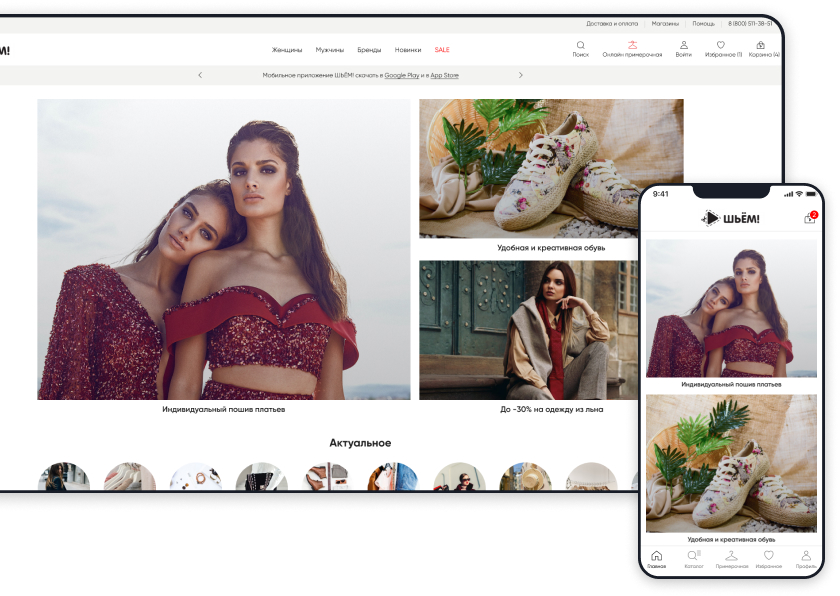 Доставка и оплата Магазины Помощь 8 (800) 511-38-51
М!
Женщины Мужчины Бренды Новинки SALE
Поиск Онлайн примерочная Войти Избранное (1) Корзина (4)
Мобильное приложение ШЬЁМ! скачать в Google Play и в App Store
Удобная и креативная обувь
Индивидуальный пошив платьев
До -30% на одежду из льна
Актуальное
9:41
ШЬЁМ!
2
Индивидуальный пошив платьев
Удобная и креативная обувь
Главная Каталог Примерочная Избранное Профиль